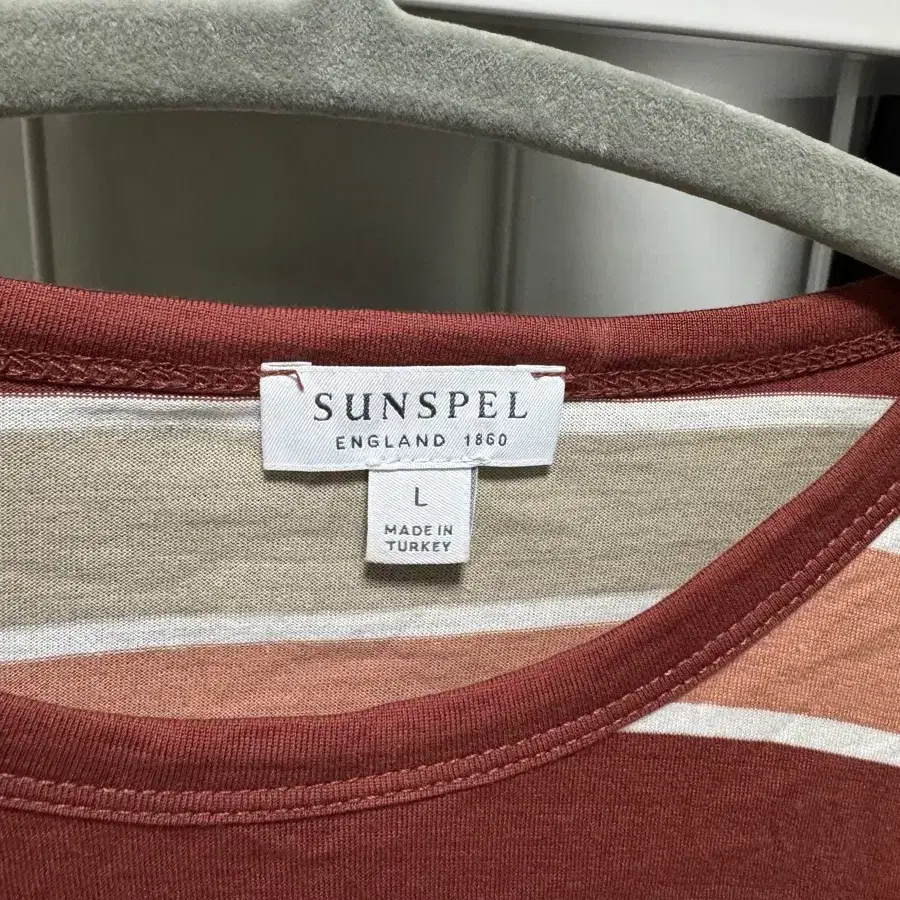 SUNSPEL
ENGLAND 1860
L
MADE IN
TURKEY